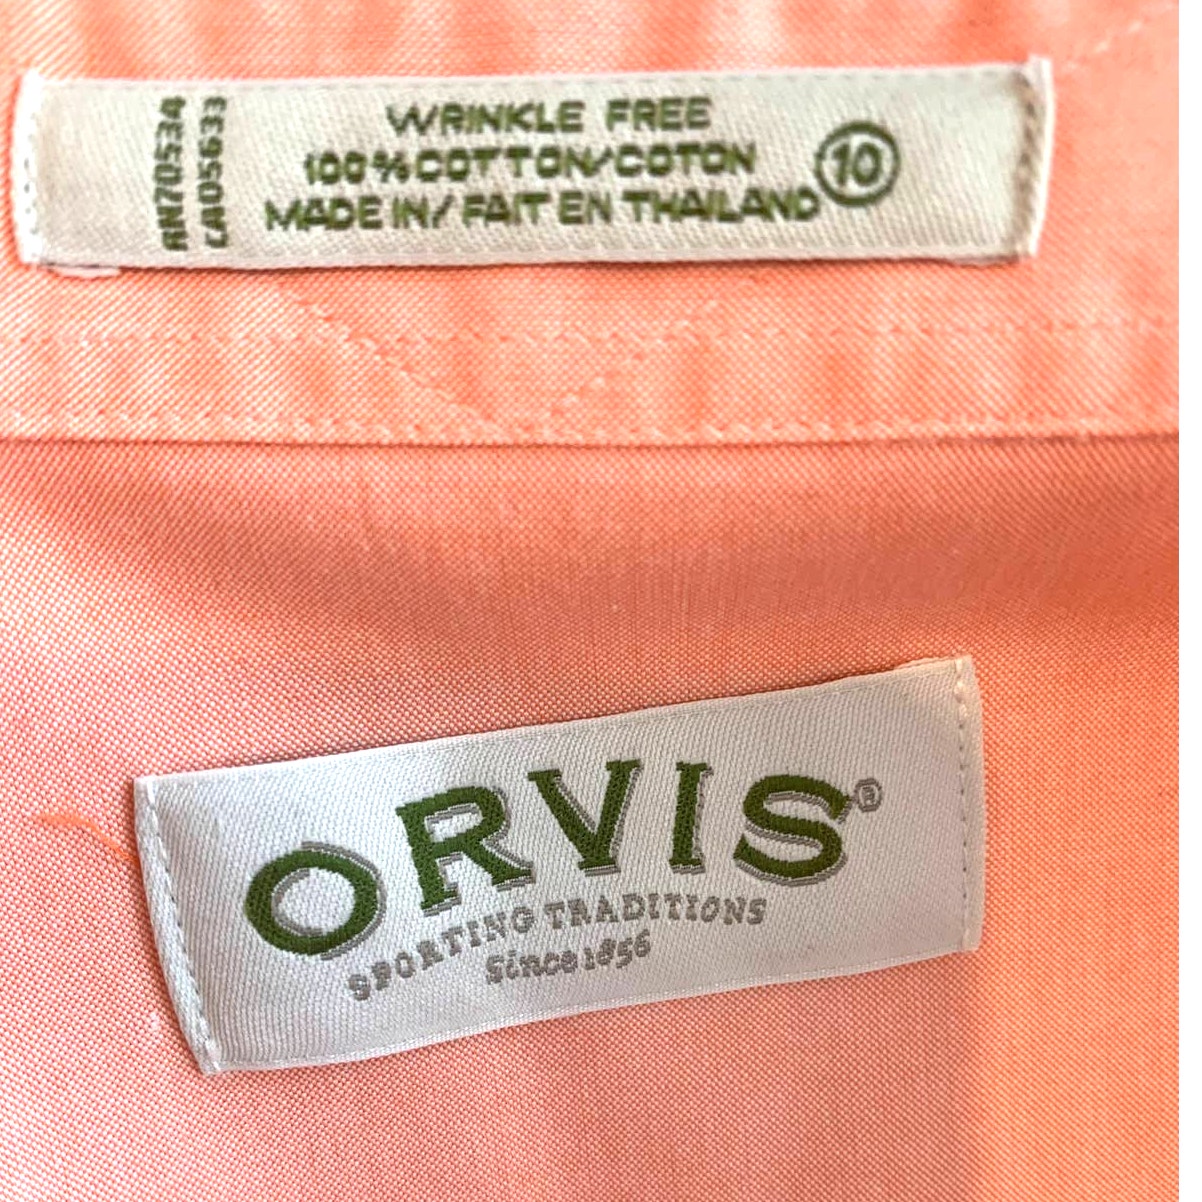 RN70534
CA05633
WRINKLE FREE
100% COTTON/COTON
MADE IN/ FAIT EN THAILAND
10
ORVIS®
SPORTING TRADITIONS
Since 1856